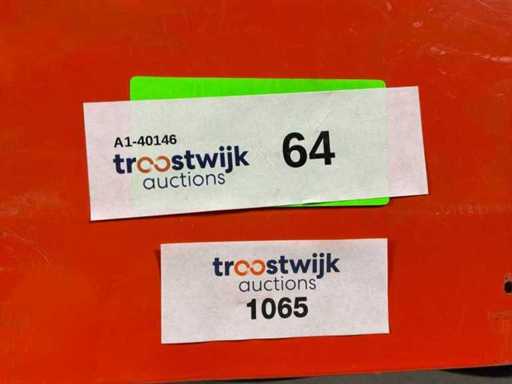 A1-40146
troostwijk 64
auctions
troostwijk
auctions
1065